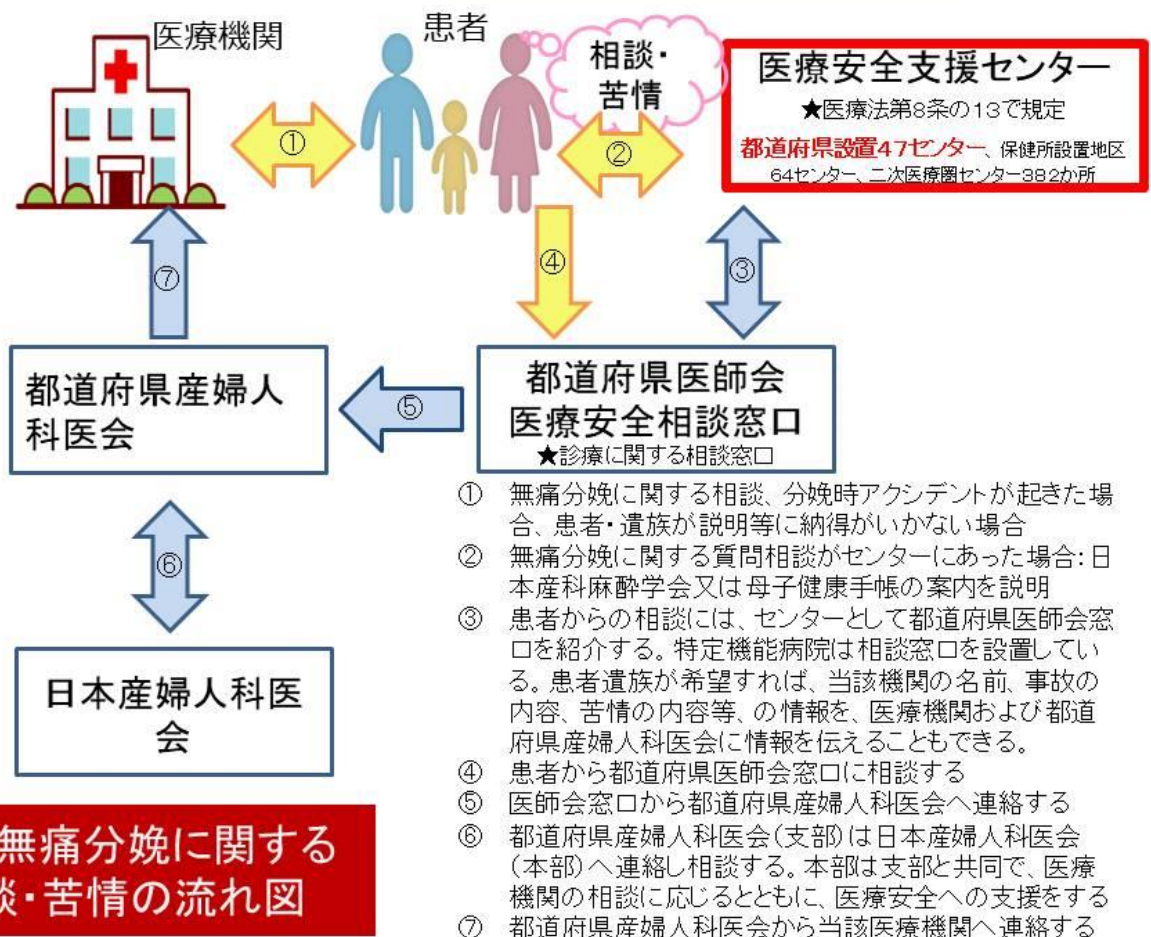 医療機関
患者
相談・
苦情
医療安全支援センター
★医療法第8条の13で規定
都道府県設置47センター、保健所設置地区
64センター、二次医療圏センター382か所
①
②
④
③
⑦
都道府県産婦人
科医会
⑤
都道府県医師会
医療安全相談窓口
★診療に関する相談窓口
⑥
日本産婦人科医
会
無痛分娩に関する
談・苦情の流れ図
① 無痛分娩に関する相談、分娩時アクシデントが起きた場
合、患者・遺族が説明等に納得がいかない場合
② 無痛分娩に関する質問相談がセンターにあった場合:日
本産科麻酔学会又は母子健康手帳の案内を説明
③ 患者からの相談には、センターとして都道府県医師会窓
口を紹介する。特定機能病院は相談窓口を設置してい
る。患者遺族が希望すれば、当該機関の名前、事故の
内容、苦情の内容等、の情報を、医療機関および都道
府県産婦人科医会に情報を伝えることもできる。
④ 患者から都道府県医師会窓口に相談する
⑤ 医師会窓口から都道府県産婦人科医会へ連絡する
⑥ 都道府県産婦人科医会(支部)は日本産婦人科医会
(本部)へ連絡し相談する。本部は支部と共同で、医療
機関の相談に応じるとともに、医療安全への支援をする
⑦ 都道府県産婦人科医会から当該医療機関へ連絡する